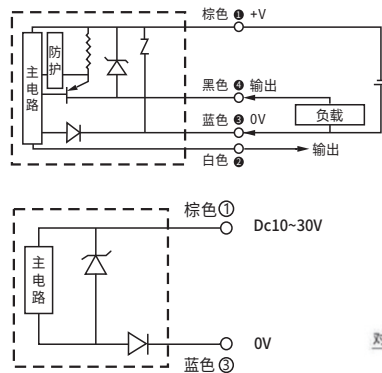 棕色 ❶ +V
防护
主电路
黑色 ❹ 输出
蓝色 ❸ 0V
负载
白色 ❷
输出
棕色①
Dc10~30V
主电路
0V
蓝色③